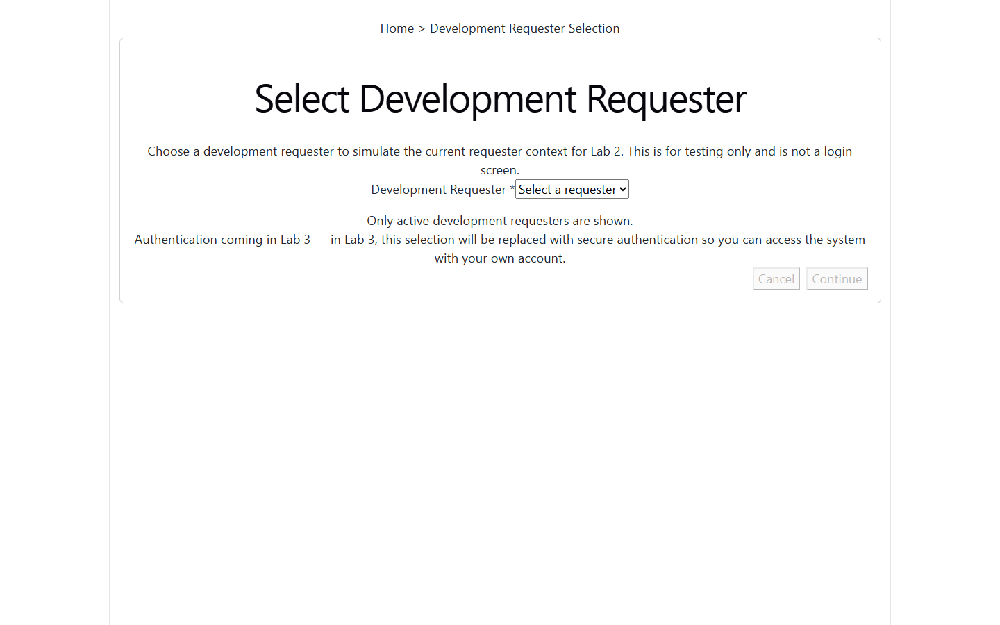 Home > Development Requester Selection
Select Development Requester
Choose a development requester to simulate the current requester context for Lab 2. This is for testing only and is not a login
screen.
Development Requester * Select a requester
Only active development requesters are shown.
Authentication coming in Lab 3 — in Lab 3, this selection will be replaced with secure authentication so you can access the system
with your own account.
Cancel Continue